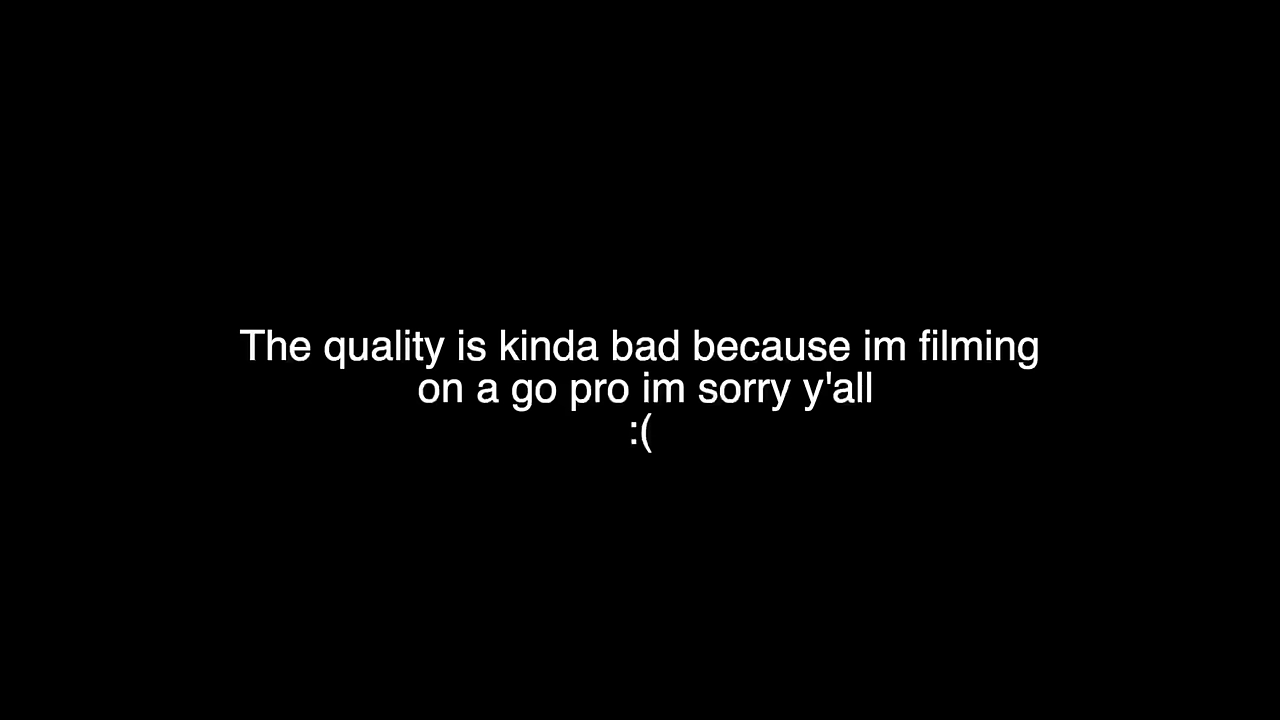 The quality is kinda bad because im filming
on a go pro im sorry y'all
:(